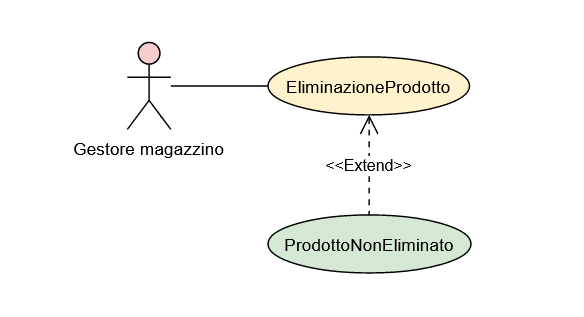 EliminazioneProdotto
Gestore magazzino
<<Extend>>
ProdottoNonEliminato